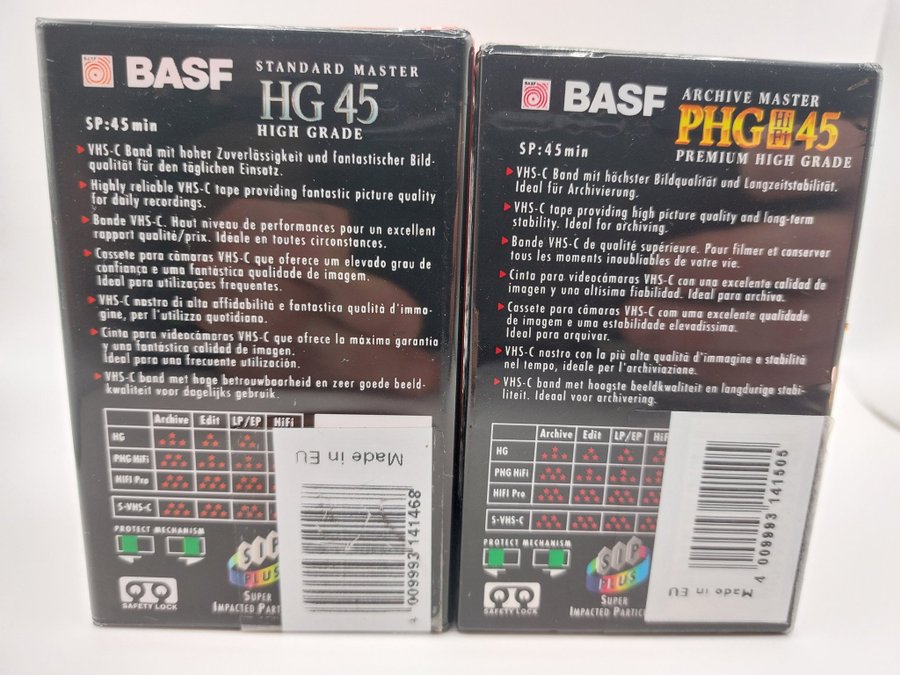 BASF
BASF
STANDARD MASTER
HG 45
HIGH GRADE
SP:45 min
VHS-C Band mit hoher Zuverlässigkeit und fantastischer Bild-
qualität für den täglichen Einsatz.
Highly reliable VHS-C tape providing fantastic picture quality
for daily recordings.
Bande VHS-C. Haut niveau de performances pour un excellent
rapport qualité/prix. Idéale en toutes circonstances.
Cassete para câmaras VHS-C que oferece um elevado grau de
confiança e uma fantástica qualidade de imagem.
Ideal para utilizações frequentes.
VHS-C nastro di alta affidabilità e fantastica qualità d'imma-
gine, per l'utilizzo quotidiano.
Cinta para videocámaras VHS-C que ofrece la máxima garantia
y una fantástica calidad de imagen.
Ideal para una frecuente utilización.
VHS-C band met hoge betrouwbaarheid en zeer goede beeld-
kwaliteit voor dagelijks gebruik.
Archive Edit LP/EP HiFi
HG
PHG HiFi
HIFI Pro
S-VHS-C
PROTECT MECHANISM
SAFETY LOCK
SIP
PLUS
SUPER
IMPACTED
Made in EU
4 009993 141468
BASF
BASF
ARCHIVE MASTER
PHG HiFi 45
PREMIUM HIGH GRADE
SP:45min
VHS-C Band mit höchster Bildqualität und Langzeitstabilität.
Ideal für Archivierung.
VHS-C tape providing high picture quality and long-term
stability. Ideal for archiving.
Bande VHS-C de qualité supérieure. Pour filmer et conserver
tous les moments inoubliables de votre vie.
Cinta para videocámaras VHS-C con una excelente calidad de
imagen y una altísima fiabilidad. Ideal para archiva.
Cassete para câmaras VHS-C com uma excelente qualidade
de imagem e uma estabilidade elevadissima.
Ideal para arquivar.
VHS-C nastro con la più alta qualità d'immagine e stabilità
nel tempo, ideale per l'archiviazione.
VHS-C band met hoogste beeldkwaliteit en langdurige stabi-
liteit. Ideaal voor archivering.
Archive Edit LP/EP
HG
PHG HiFi
HIFI Pro
S-VHS-C
PROTECT MECHANISM
SAFETY LOCK
SIP
PLUS
SUPER
IMPACTED
4 009993 141505
Made in EU